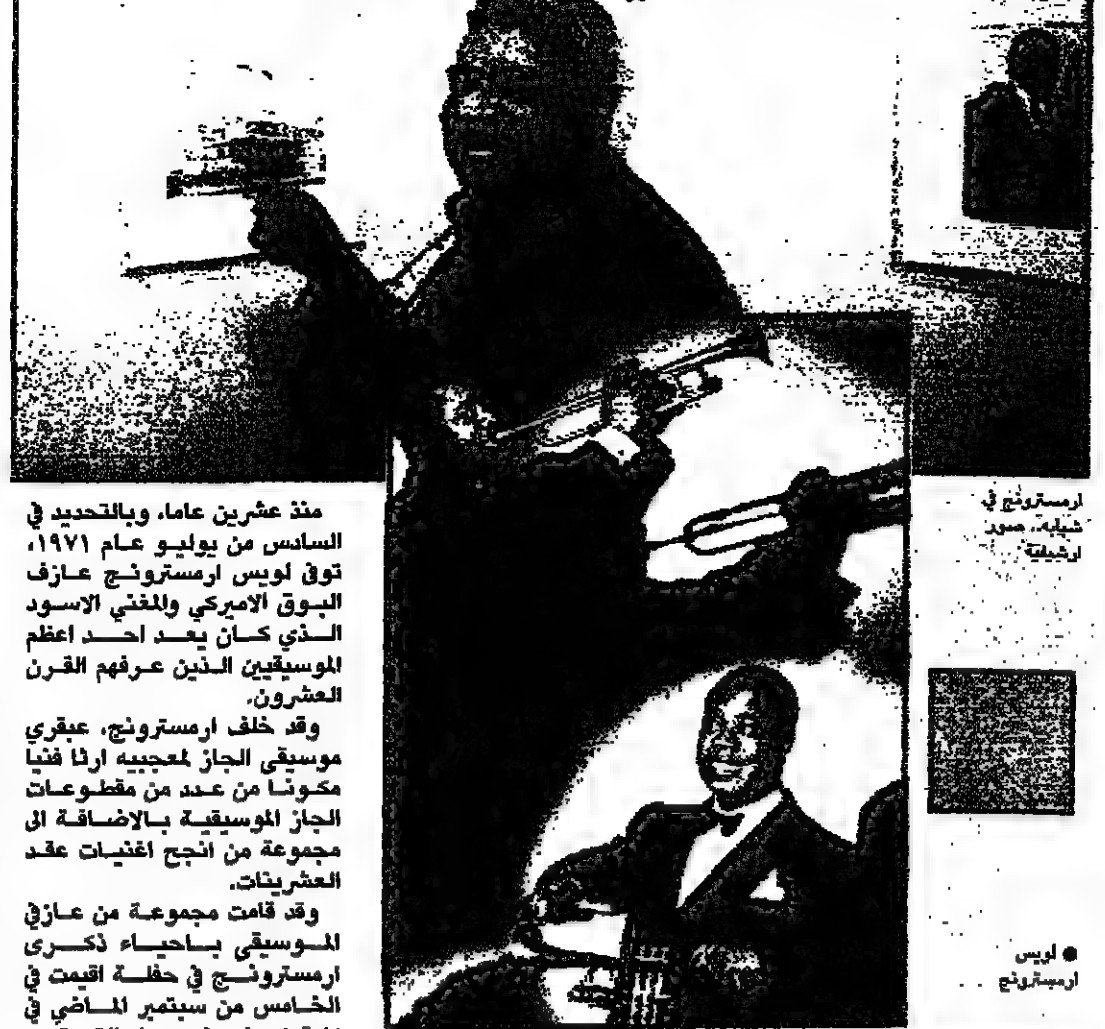 منذ عشرين عاما، وبالتحديد في
السادس من يوليو عام ١٩٧١،
توفى لويس ارمسترونج عازف
البوق الاميركي والمغني الاسود
الذي كان يعد احد اعظم
الموسيقيين الذين عرفهم القرن
العشرون.
وقد خلف ارمسترونج، عبقري
موسيقى الجاز لمعجبيه ارثا فنيا
مكونا من عدد من مقطوعات
الجاز الموسيقية بالاضافة الى
مجموعة من انجح اغنيات عقد
العشرينات.
وقد قامت مجموعة من عازفي
الموسيقى باحياء ذكرى
ارمسترونج في حفلة اقيمت في
الخامس من سبتمبر الماضي في
ارمسترونج في
شبابه.. صور
ارشيفية
● لويس
ارمسترونج